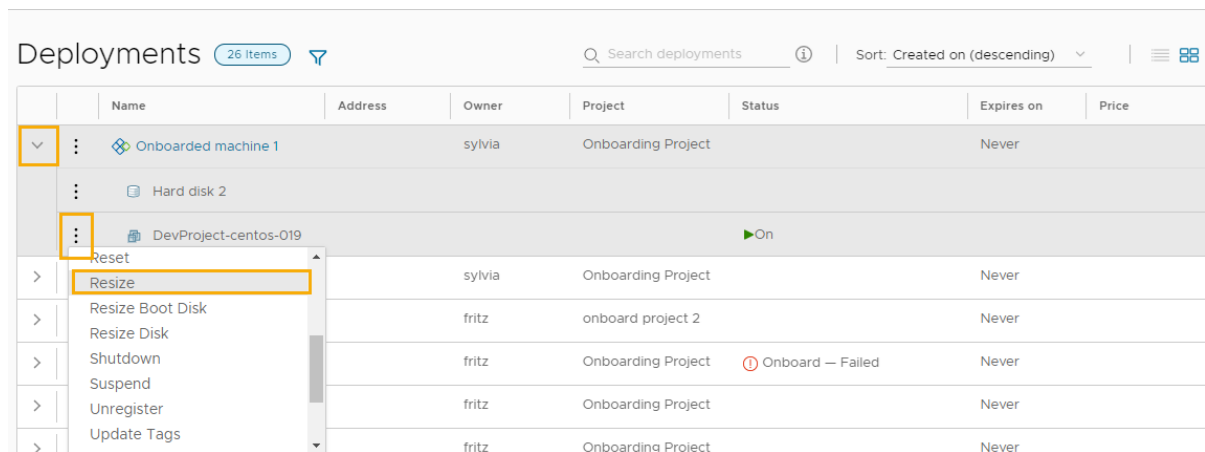 Deployments 26 Items Search deployments Sort: Created on (descending)
Name Address Owner Project Status Expires on Price
Onboarded machine 1 sylvia Onboarding Project Never
Hard disk 2
DevProject-centos-019 On
Reset
Resize sylvia Onboarding Project Never
Resize Boot Disk fritz onboard project 2 Never
Resize Disk
Shutdown fritz Onboarding Project Onboard — Failed Never
Suspend
Unregister fritz Onboarding Project Never
Update Tags
fritz Onboarding Project Never